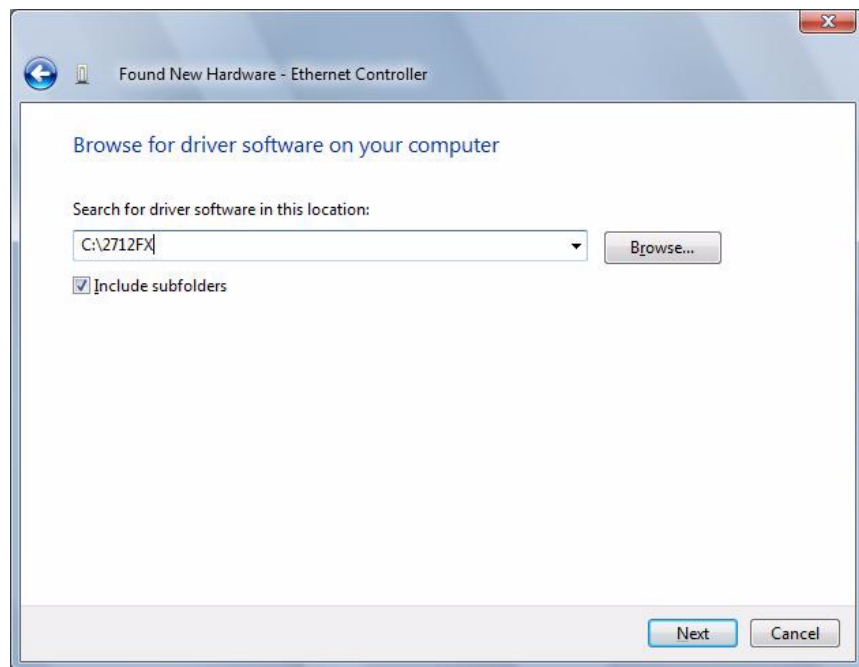 Found New Hardware - Ethernet Controller
Browse for driver software on your computer
Search for driver software in this location:
C:\2712FX
Browse...
Include subfolders
Next
Cancel